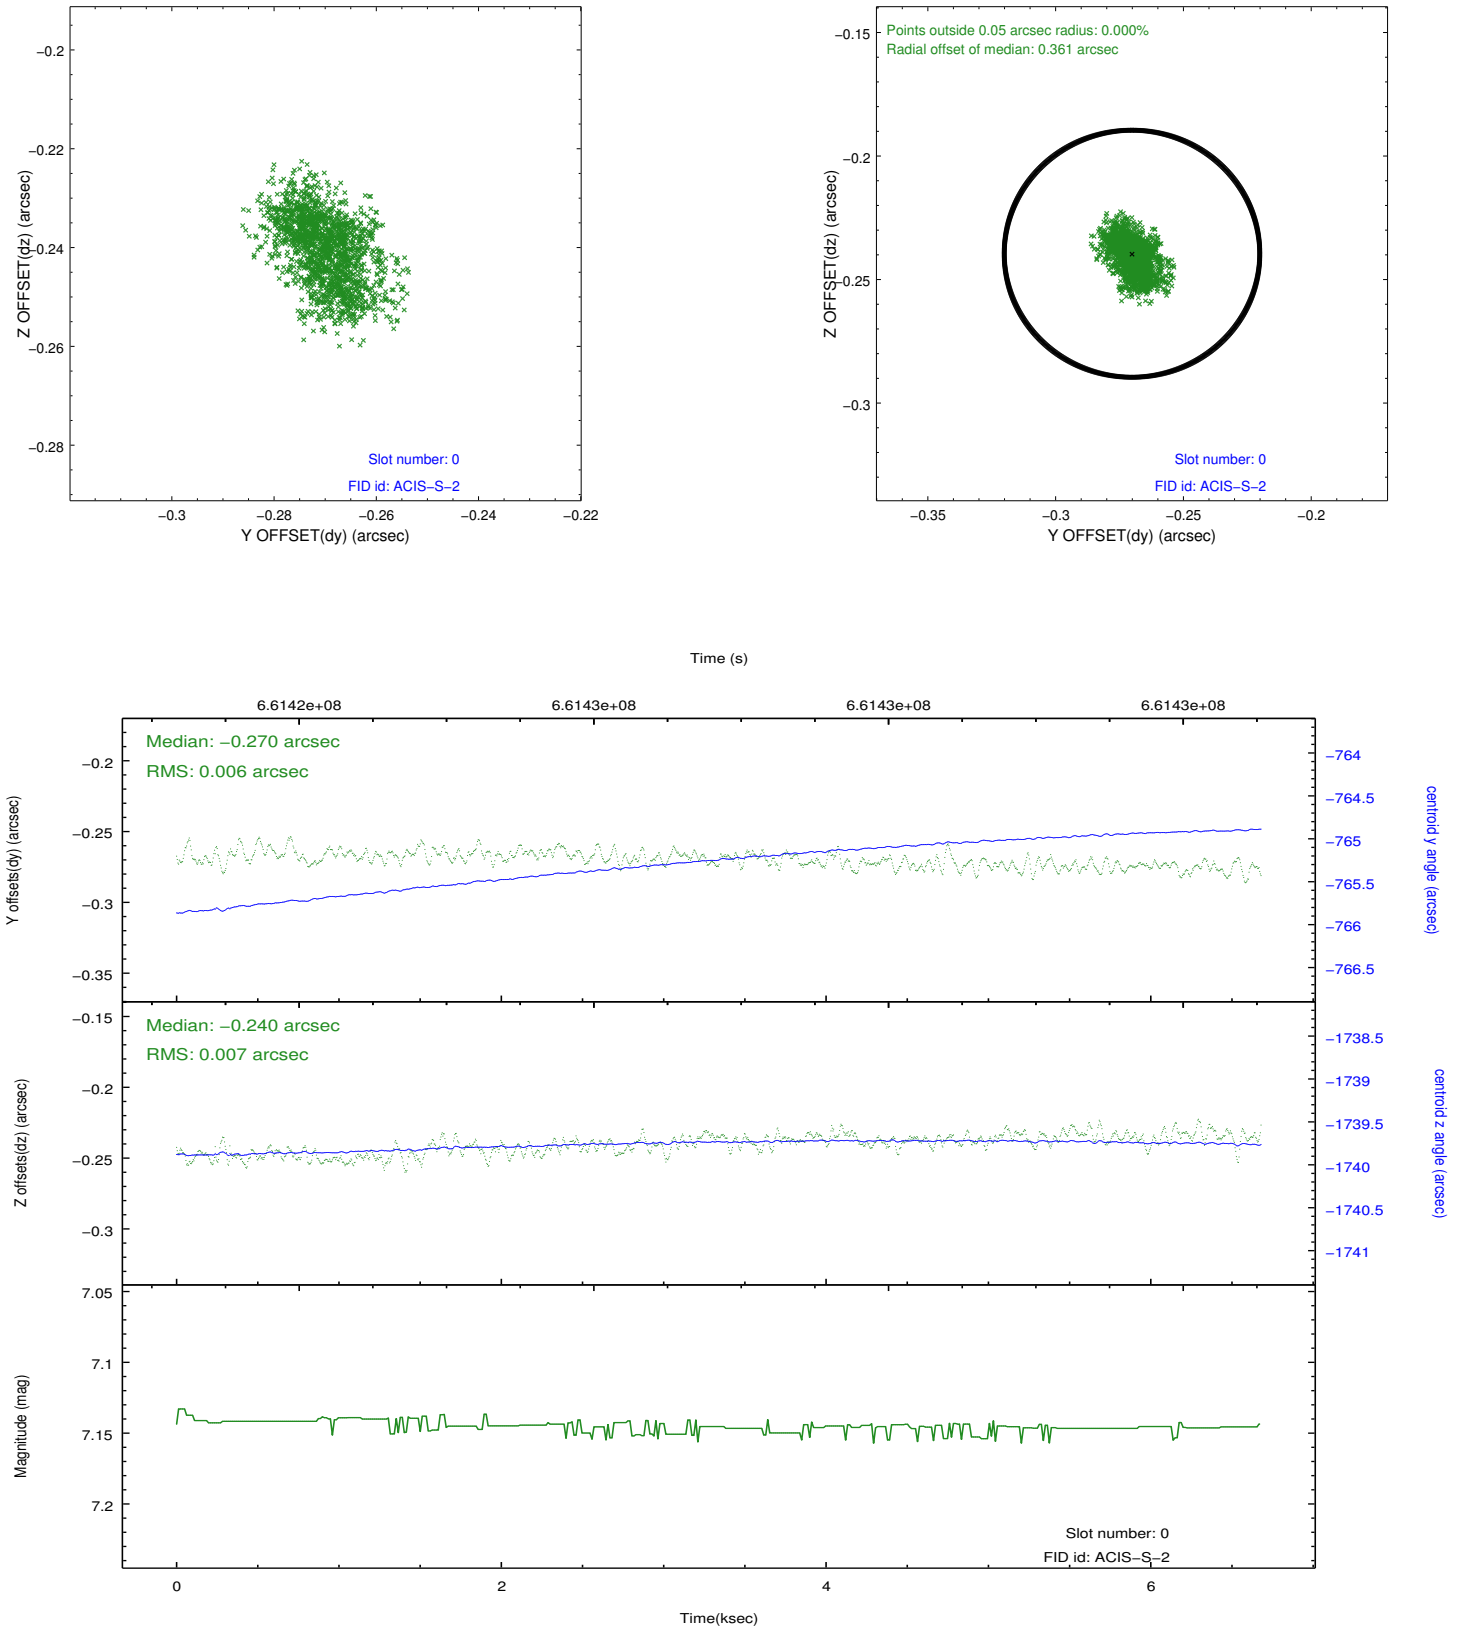 −0.2
−0.22
−0.24
−0.26
−0.28
Z OFFSET(dz) (arcsec)
Slot number: 0
FID id: ACIS−S−2
−0.3
−0.28
−0.26
−0.24
−0.22
Y OFFSET(dy) (arcsec)
Points outside 0.05 arcsec radius: 0.000%
Radial offset of median: 0.361 arcsec
−0.15
−0.2
−0.25
−0.3
Z OFFSET(dz) (arcsec)
Slot number: 0
FID id: ACIS−S−2
−0.35
−0.3
−0.25
−0.2
Y OFFSET(dy) (arcsec)
Time (s)
6.6142e+08
6.6143e+08
6.6143e+08
6.6143e+08
Median: −0.270 arcsec
RMS: 0.006 arcsec
−0.2
−0.25
−0.3
−0.35
Y offsets(dy) (arcsec)
−764
−764.5
−765
−765.5
−766
−766.5
centroid y angle (arcsec)
Median: −0.240 arcsec
RMS: 0.007 arcsec
−0.15
−0.2
−0.25
−0.3
Z offsets(dz) (arcsec)
−1738.5
−1739
−1739.5
−1740
−1740.5
−1741
centroid z angle (arcsec)
7.05
7.1
7.15
7.2
Magnitude (mag)
Slot number: 0
FID id: ACIS−S−2
0
2
4
6
Time(ksec)